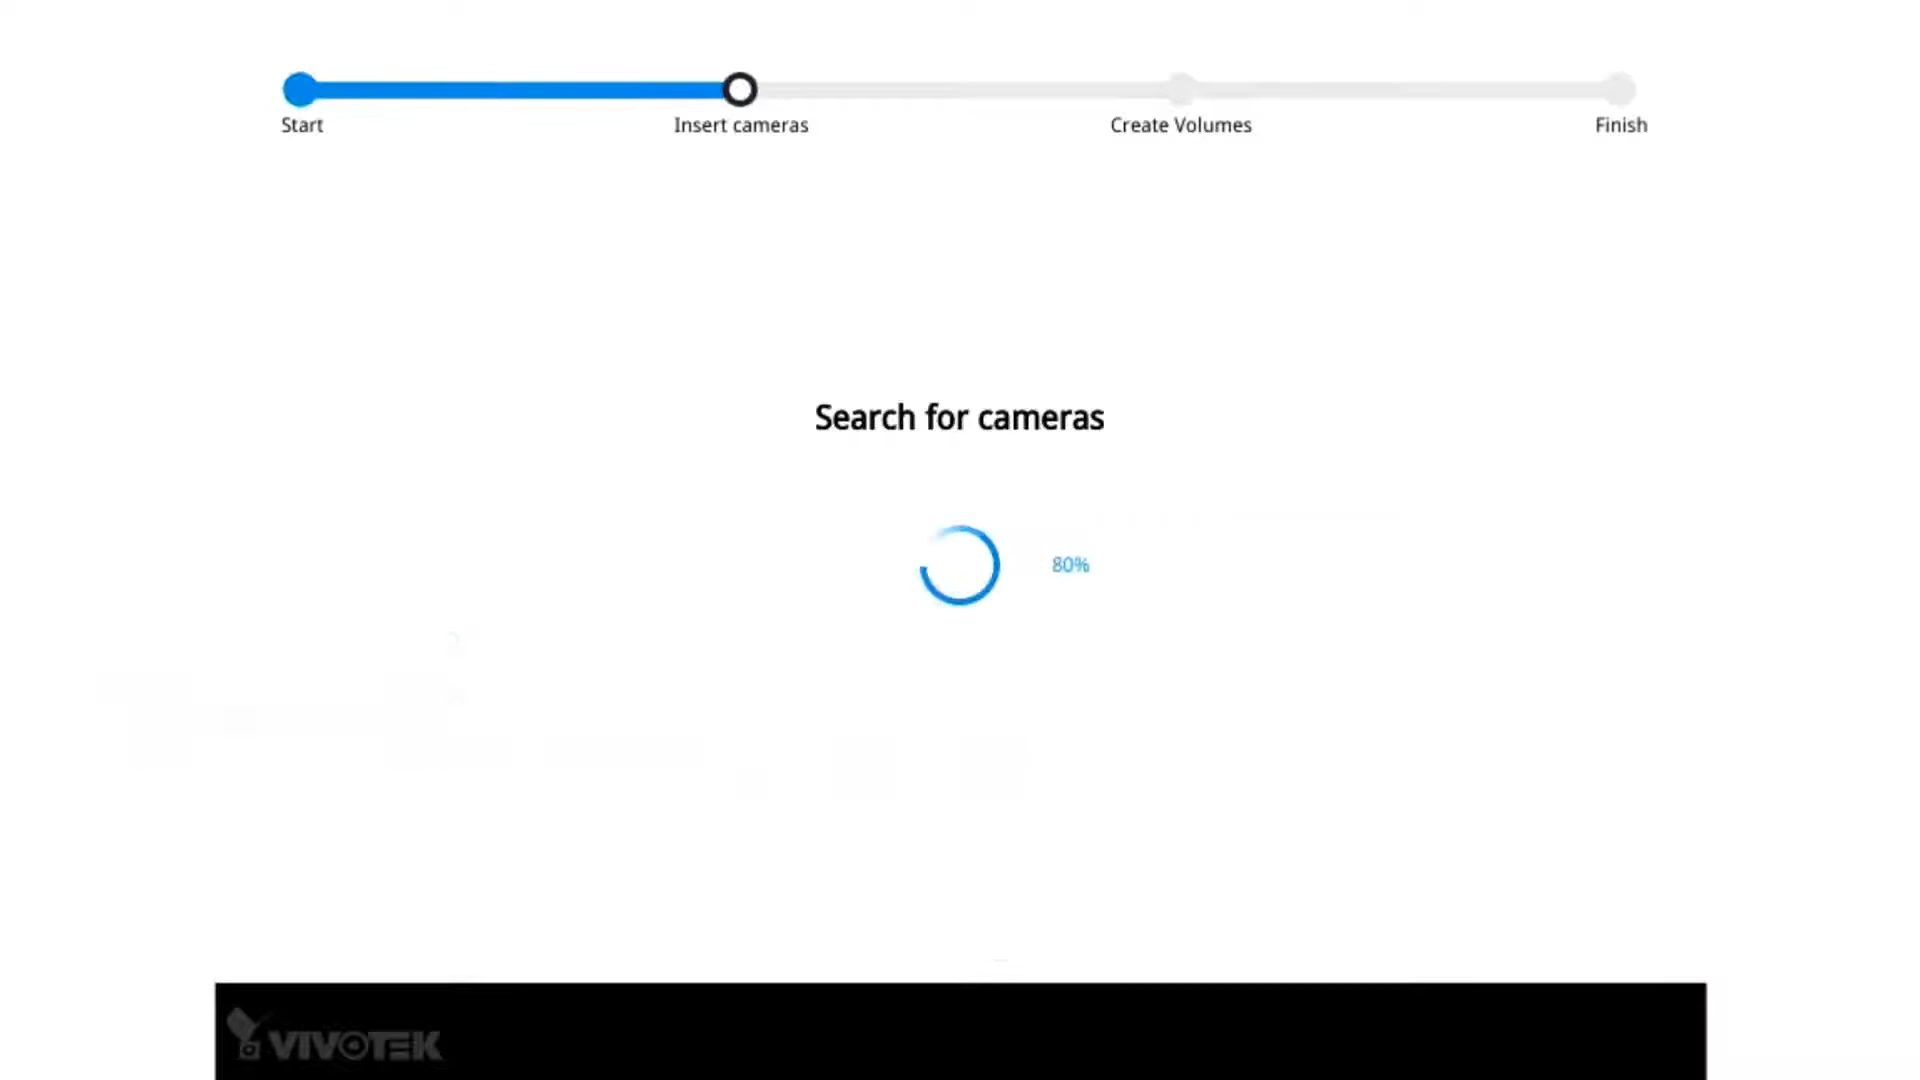 Start
Insert cameras
Create Volumes
Finish
Search for cameras
80%
VIVOTEK